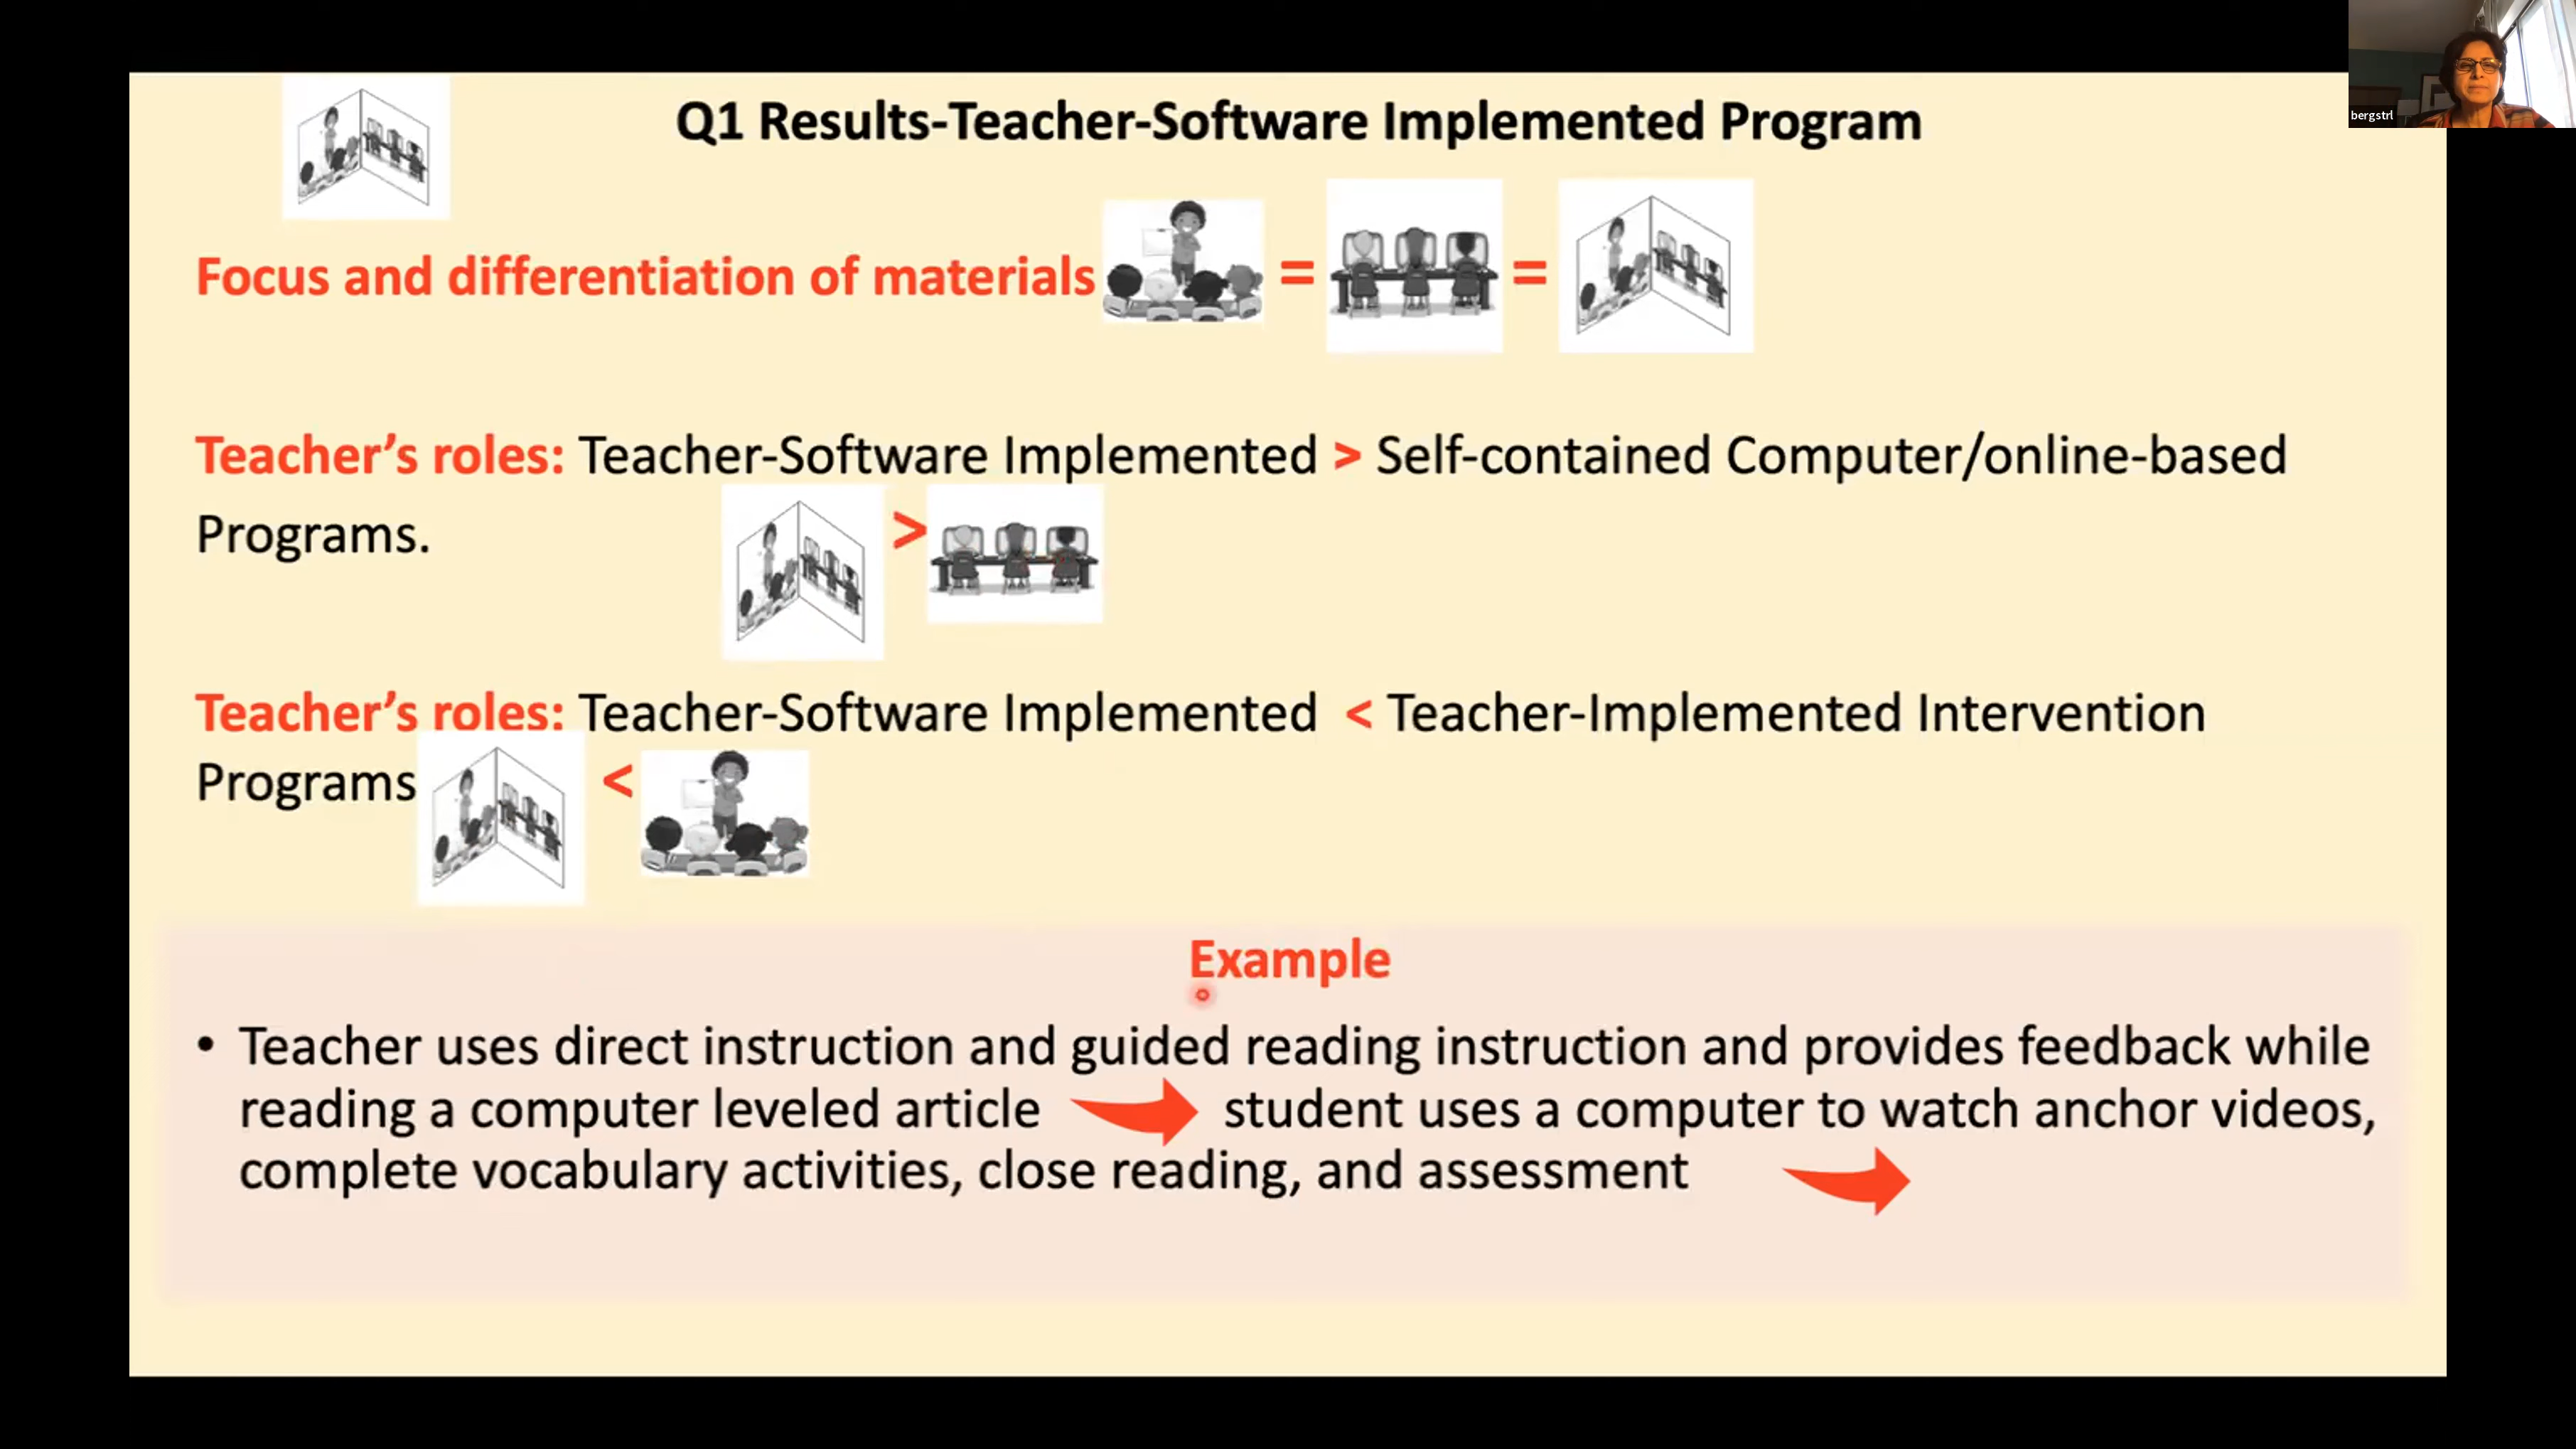 bergstrl
Q1 Results-Teacher-Software Implemented Program
Focus and differentiation of materials = =
Teacher's roles: Teacher-Software Implemented > Self-contained Computer/online-based
Programs.
>
Teacher's roles: Teacher-Software Implemented < Teacher-Implemented Intervention
Programs <
Example
• Teacher uses direct instruction and guided reading instruction and provides feedback while
reading a computer leveled article student uses a computer to watch anchor videos,
complete vocabulary activities, close reading, and assessment